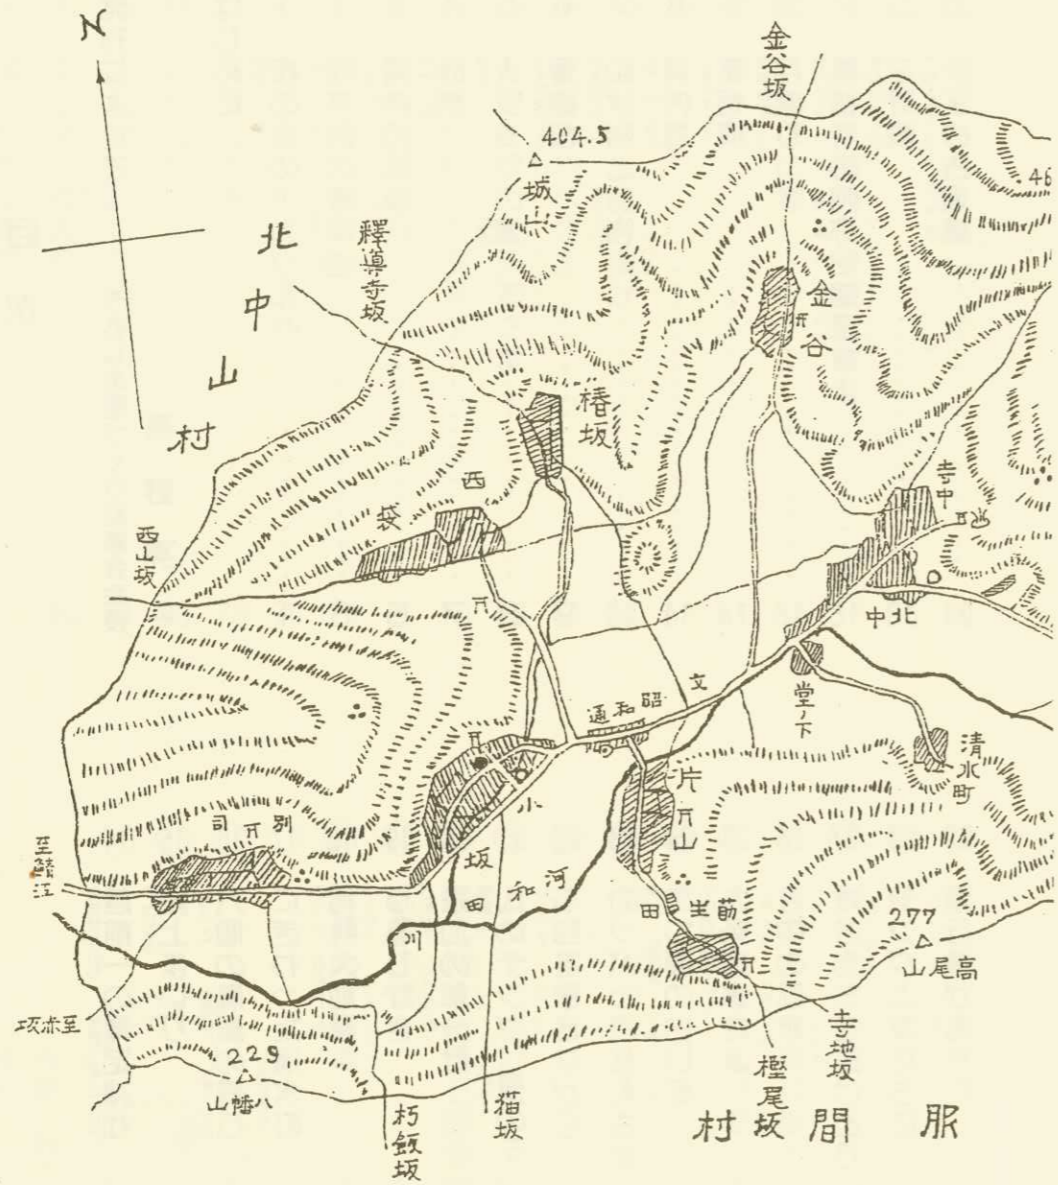 N
金谷坂
404.5
城山
46
北中山村
釋導寺坂
金谷
椿坂
西袋
寺中
西山坂
北中
文
昭和通
堂ノ下
清水町
片山
小坂
別司
至鯖江
河和田川
莇生田
277
高尾山
至赤坂
229
八幡山
寺地坂
樫尾坂
猫坂
朽飯坂
服間村